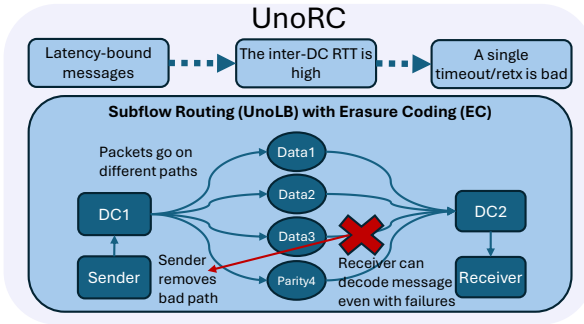 UnoRC
Latency-bound
messages
The inter-DC RTT is
high
A single
timeout/retx is bad
Subflow Routing (UnoLB) with Erasure Coding (EC)
Packets go on
different paths
Data1
Data2
Data3
Parity4
DC1
DC2
Sender
Sender
removes
bad path
Receiver can
decode message
even with failures
Receiver